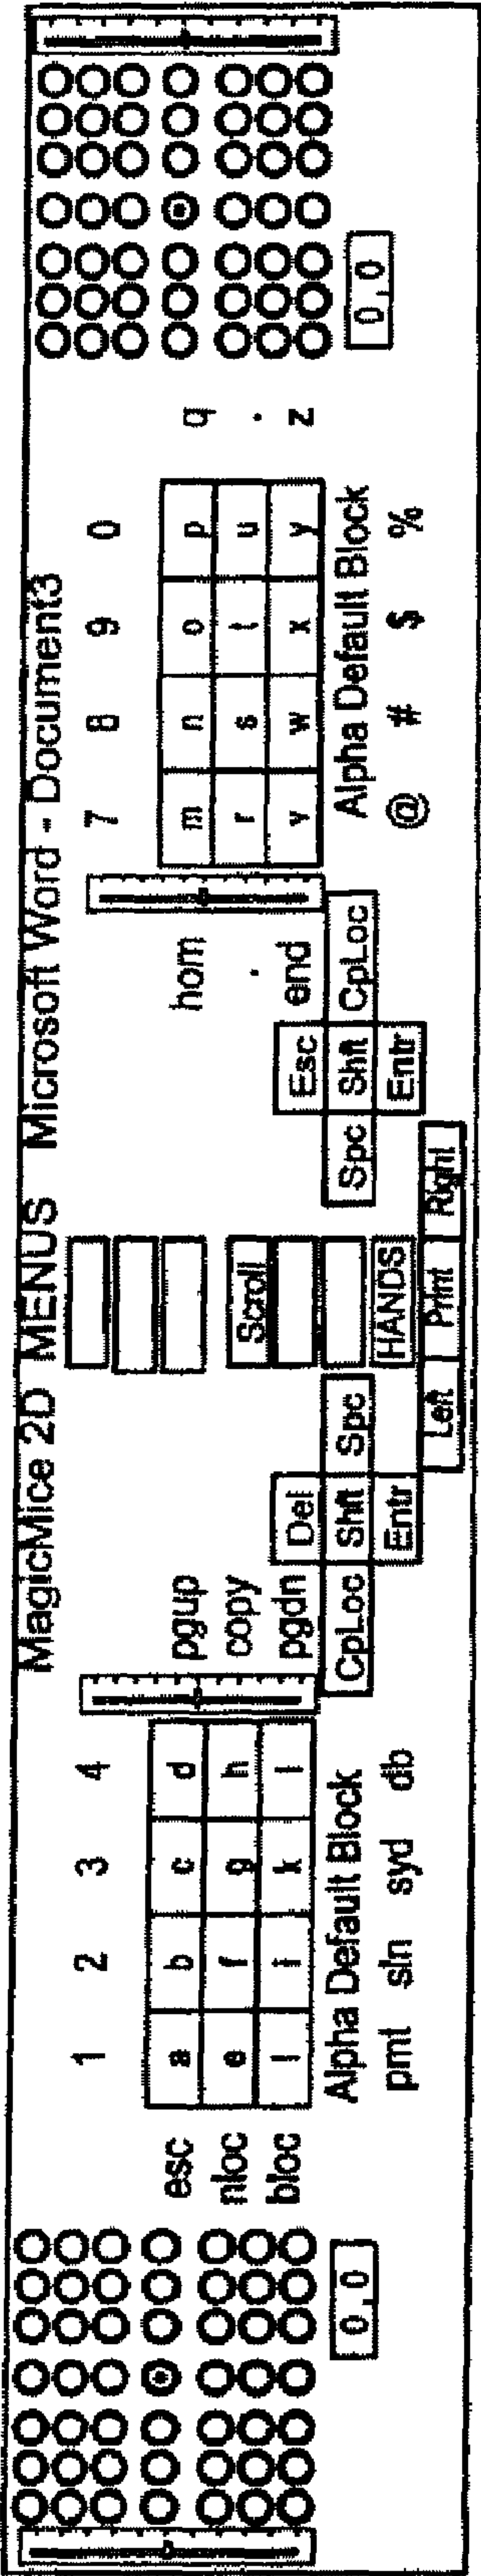 MagicMice 2D MENUS Microsoft Word - Document3
1 2 3 4 7 8 9 0
esc a b c d pgup hom m n o p q
nloc e f g h copy Scroll . r s t u .
bloc i j k l pgdn Del Esc end v w x y z
0,0 Alpha Default Block CpLoc Shft Spc Spc Shft CpLoc Alpha Default Block 0,0
pmt sln syd db Entr HANDS Entr @ # $ %
Left Print Right